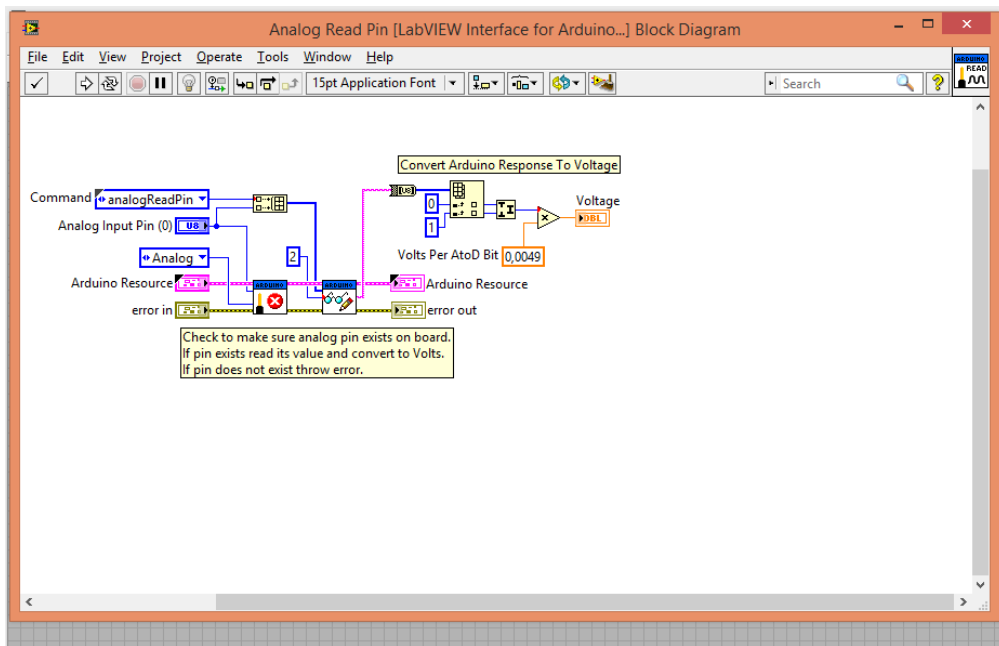 Analog Read Pin [LabVIEW Interface for Arduino...] Block Diagram
File Edit View Project Operate Tools Window Help
15pt Application Font
Search
ARDUINO
READ
Convert Arduino Response To Voltage
Command analogReadPin
[U8]
0
1
Voltage
DBL
Analog Input Pin (0) U8
Analog
2
Volts Per AtoD Bit 0,0049
Arduino Resource
ARDUINO
ARDUINO
Arduino Resource
error in
error out
Check to make sure analog pin exists on board.
If pin exists read its value and convert to Volts.
If pin does not exist throw error.